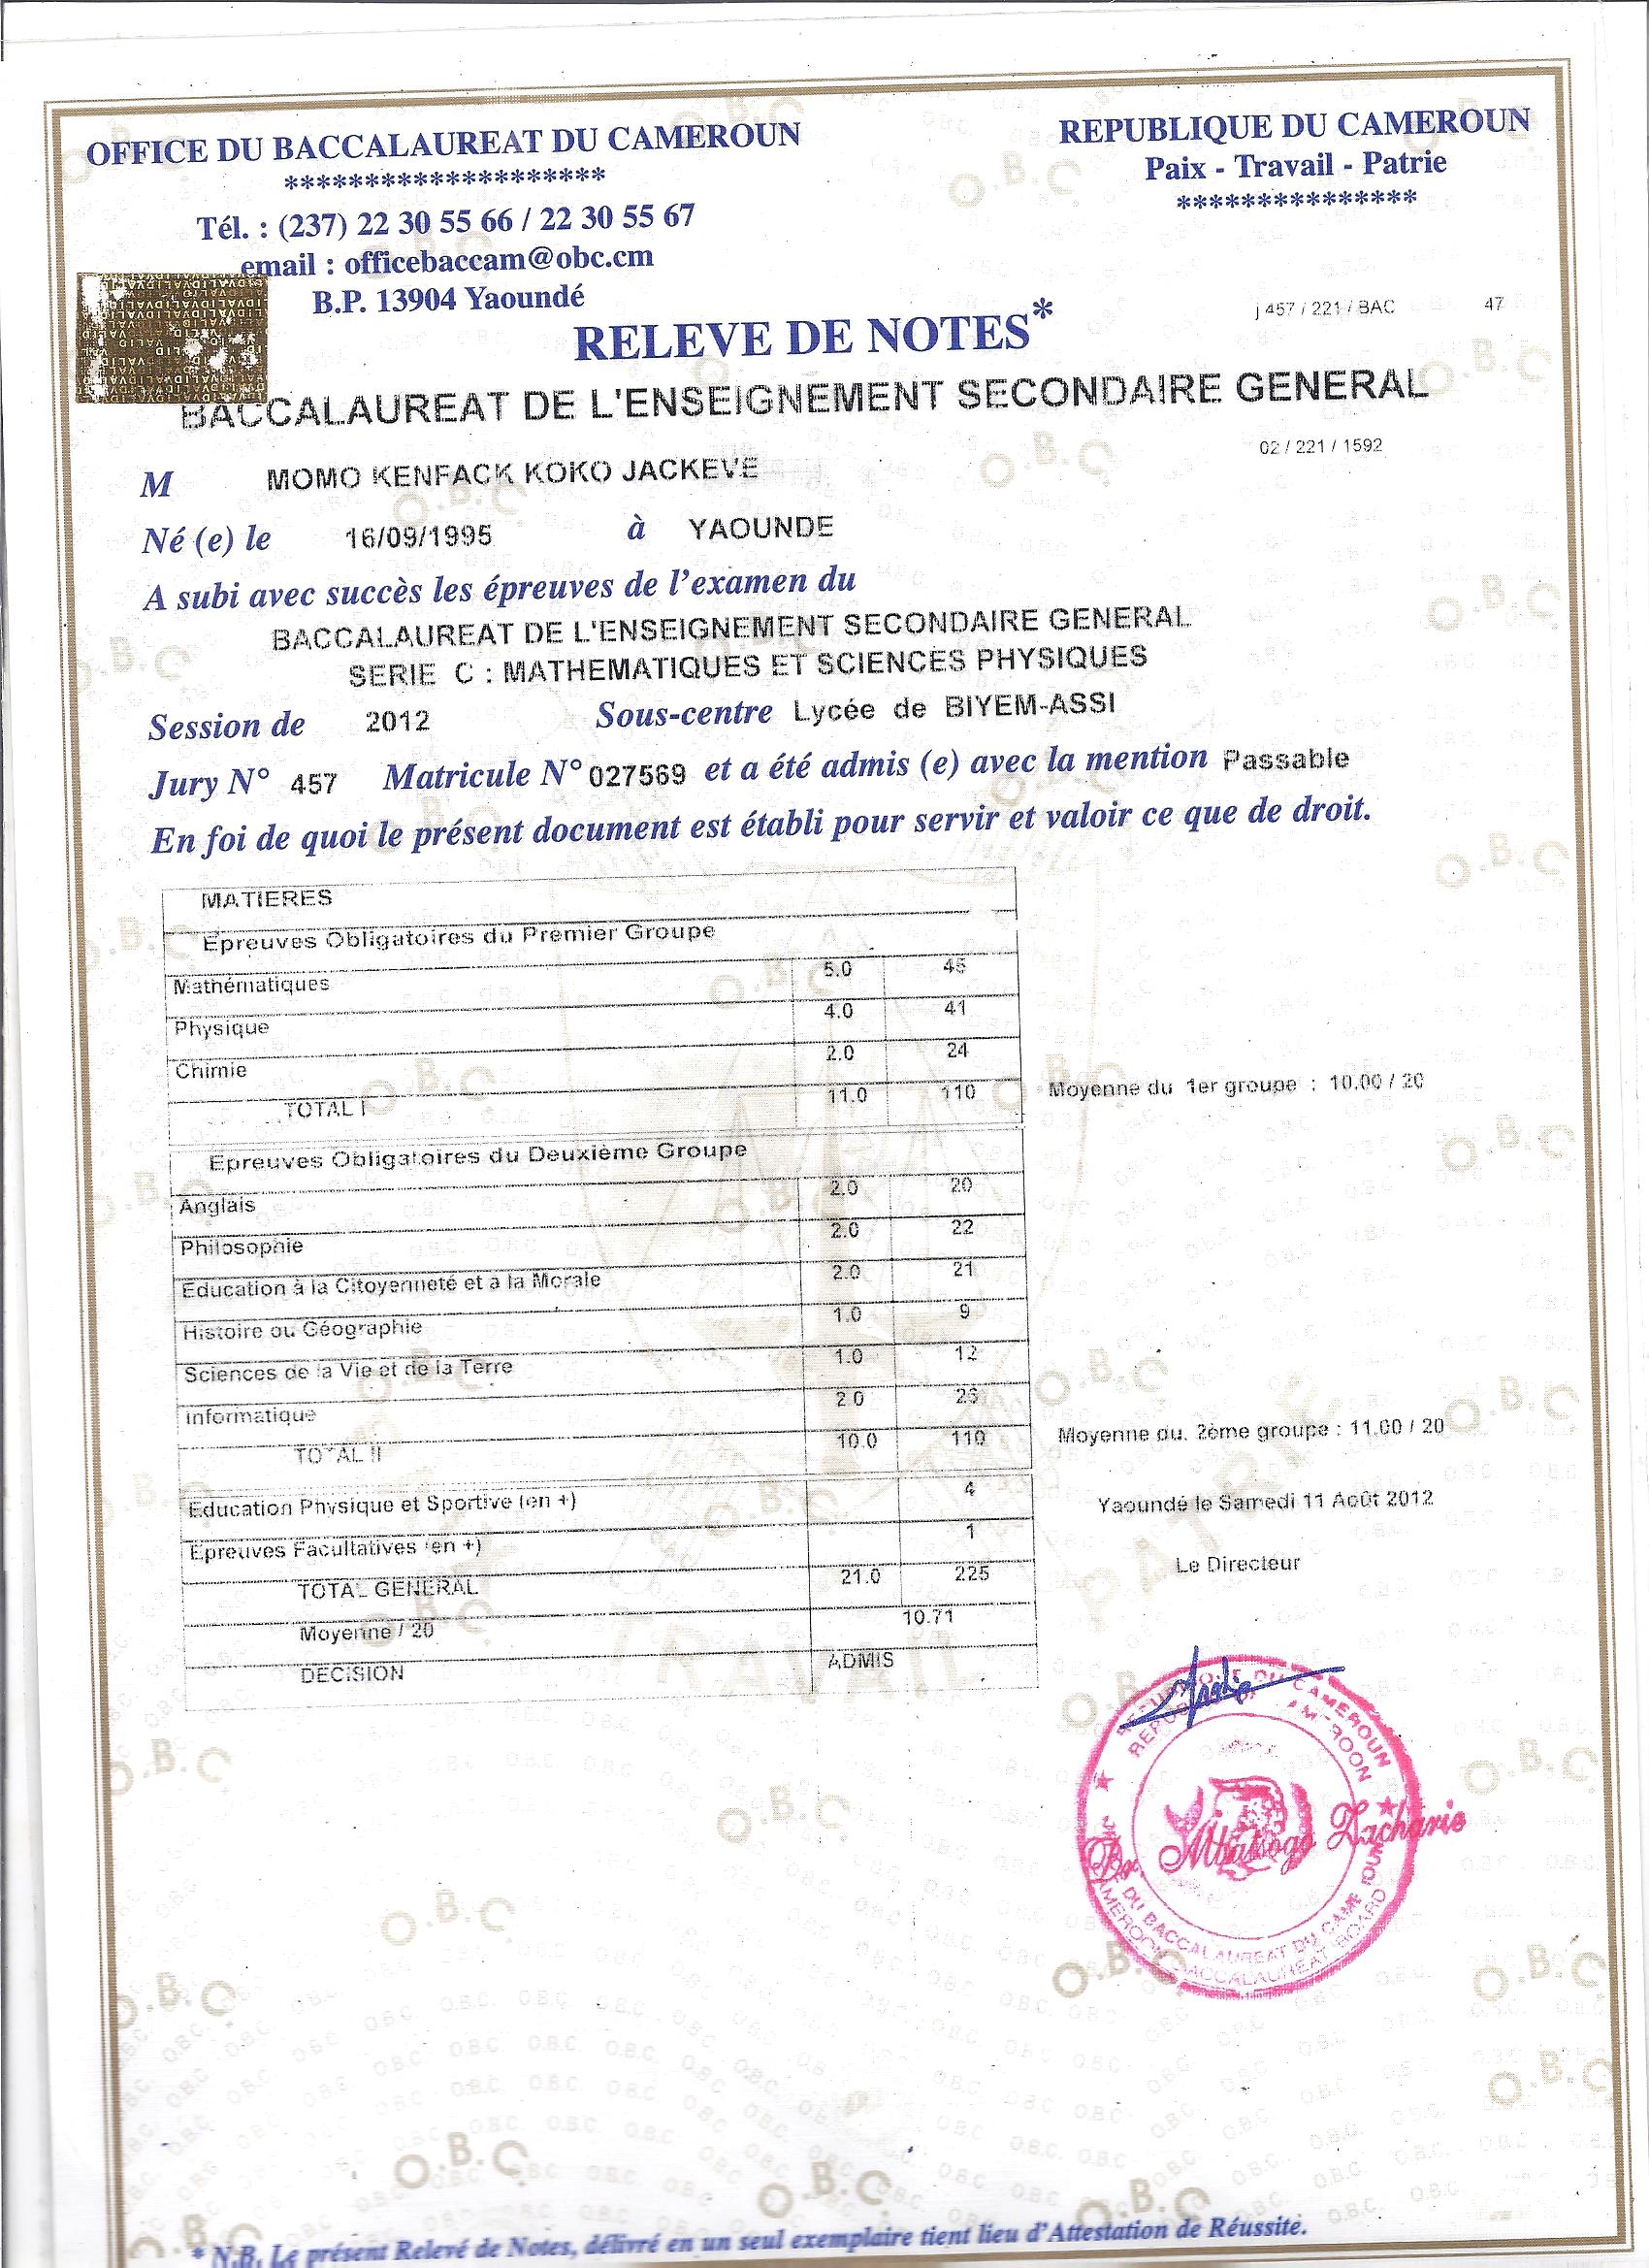 OFFICE DU BACCALAUREAT DU CAMEROUN
********************
Tél. : (237) 22 30 55 66 / 22 30 55 67
email : officebaccam@obc.cm
B.P. 13904 Yaoundé
REPUBLIQUE DU CAMEROUN
Paix - Travail - Patrie
***************
j 457 / 221 / BAC 47
RELEVE DE NOTES*
BACCALAUREAT DE L'ENSEIGNEMENT SECONDAIRE GENERAL
02 / 221 / 1592
M MOMO KENFACK KOKO JACKEVE
Né (e) le 16/09/1995 à YAOUNDE
A subi avec succès les épreuves de l'examen du
BACCALAUREAT DE L'ENSEIGNEMENT SECONDAIRE GENERAL
SERIE C : MATHEMATIQUES ET SCIENCES PHYSIQUES
Session de 2012 Sous-centre Lycée de BIYEM-ASSI
Jury N° 457 Matricule N° 027569 et a été admis (e) avec la mention Passable
En foi de quoi le présent document est établi pour servir et valoir ce que de droit.
MATIERES
Epreuves Obligatoires du Premier Groupe
Mathématiques 5.0 45
Physique 4.0 41
Chimie 2.0 24
TOTAL I 11.0 110 Moyenne du 1er groupe : 10.00 / 20
Epreuves Obligatoires du Deuxième Groupe
Anglais 2.0 20
Philosophie 2.0 22
Education à la Citoyenneté et à la Morale 2.0 21
Histoire ou Géographie 1.0 9
Sciences de la Vie et de la Terre 1.0 12
Informatique 2.0 26
TOTAL II 10.0 110 Moyenne du. 2ème groupe : 11.00 / 20
Education Physique et Sportive (en +) 4
Epreuves Facultatives (en +) 1
TOTAL GENERAL 21.0 225
Moyenne / 20 10.71
DECISION ADMIS
Yaoundé le Samedi 11 Août 2012
Le Directeur
REPUBLIQUE DU CAMEROUN
Dr Mbatsogo Zacharie
DU BACCALAUREAT DU CAME
CAMEROON BACCALAUREAT BOARD
* N.B. Le présent Relevé de Notes, délivré en un seul exemplaire tient lieu d'Attestation de Réussite.